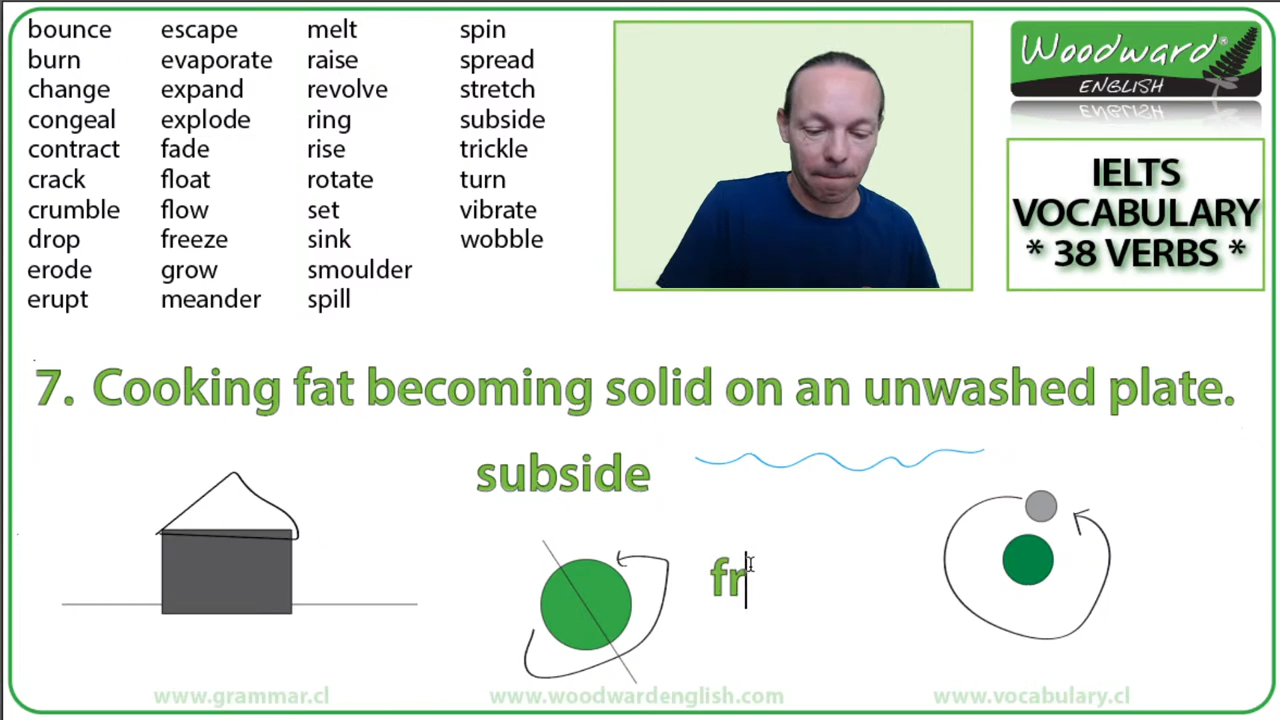 bounce escape melt spin
burn evaporate raise spread
change expand revolve stretch
congeal explode ring subside
contract fade rise trickle
crack float rotate turn
crumble flow set vibrate
drop freeze sink wobble
erode grow smoulder
erupt meander spill
Woodward®
ENGLISH
IELTS
VOCABULARY
* 38 VERBS *
7. Cooking fat becoming solid on an unwashed plate.
subside
fr
www.grammar.cl www.woodwardenglish.com www.vocabulary.cl